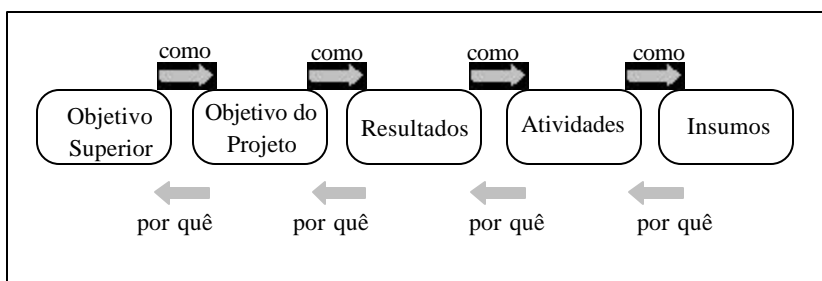 como como como como
Objetivo Superior
Objetivo do Projeto
Resultados
Atividades
Insumos
por quê por quê por quê por quê